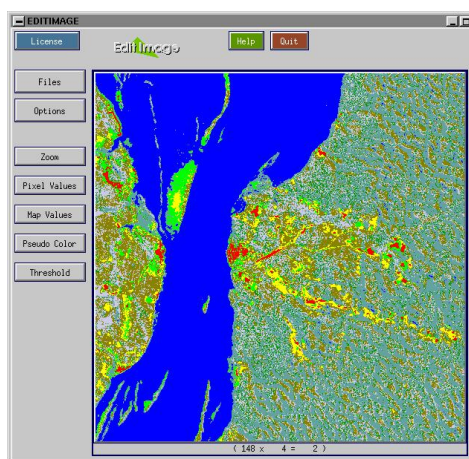 EDITIMAGE
License
EditImage
Help
Quit
Files
Options
Zoom
Pixel Values
Map Values
Pseudo Color
Threshold
( 148 x 4 = 2 )